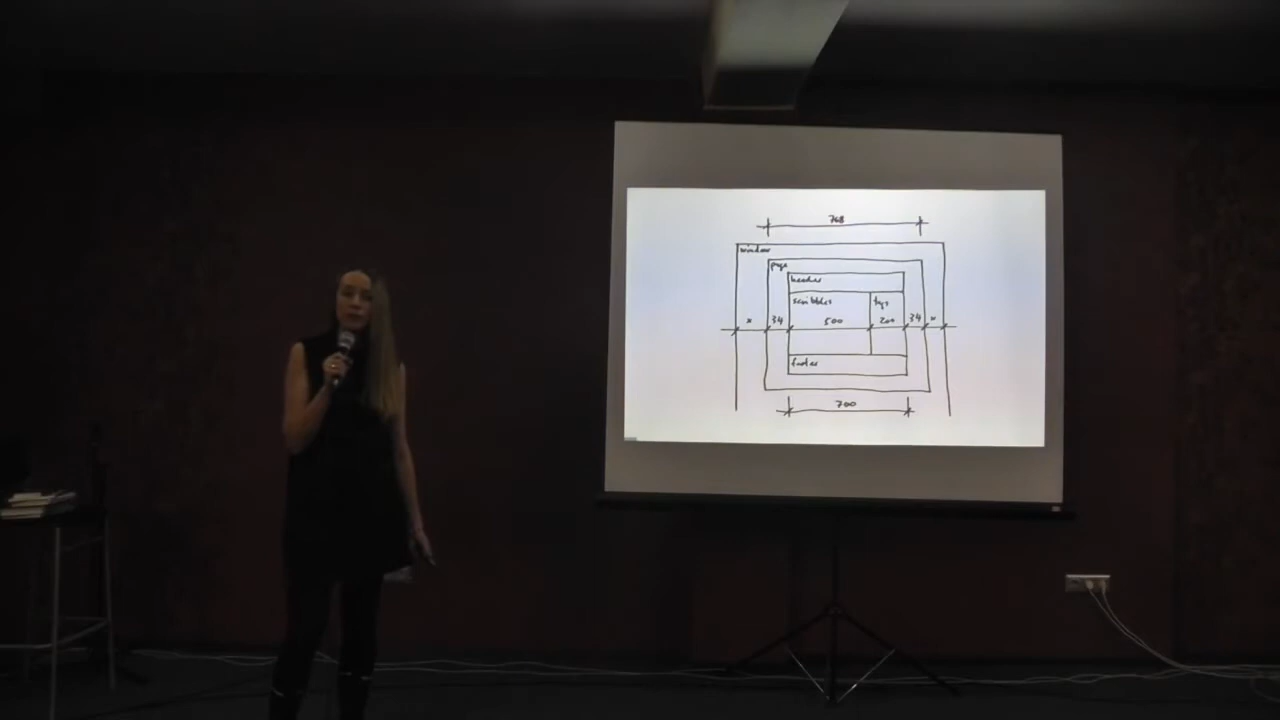 768
window
page
header
scribbles tags
x 34 500 200 34 x
footer
700